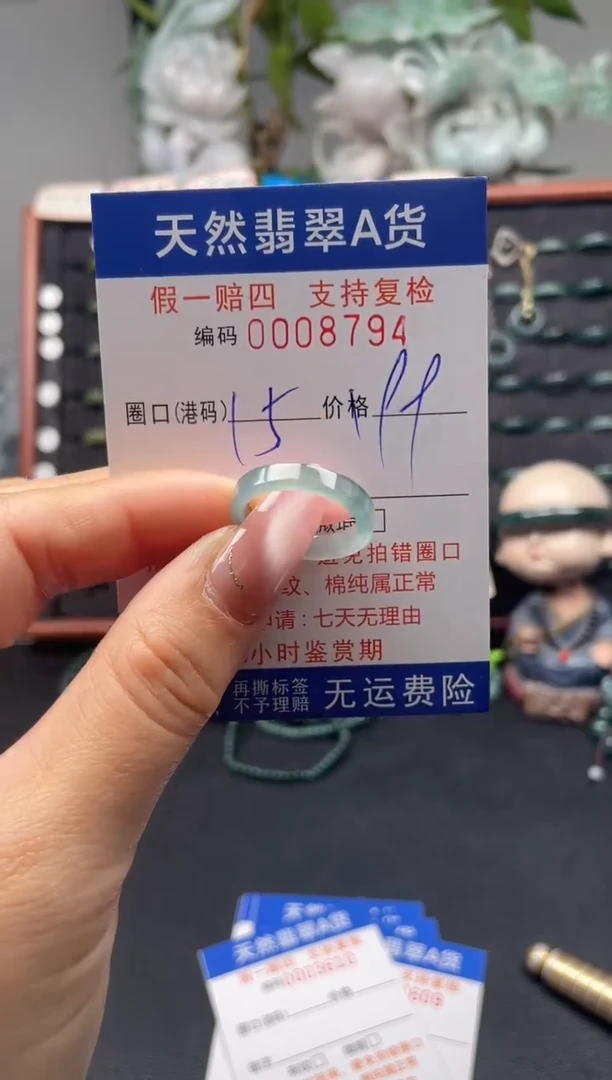 天然翡翠A货
假一赔四 支持复检
编码 0008794
圈口(港码) 15 价格 199
避免拍错圈口
纹、棉纯属正常
申请:七天无理由
小时鉴赏期
再撕标签
不予理赔 无运费险
天然翡翠A货